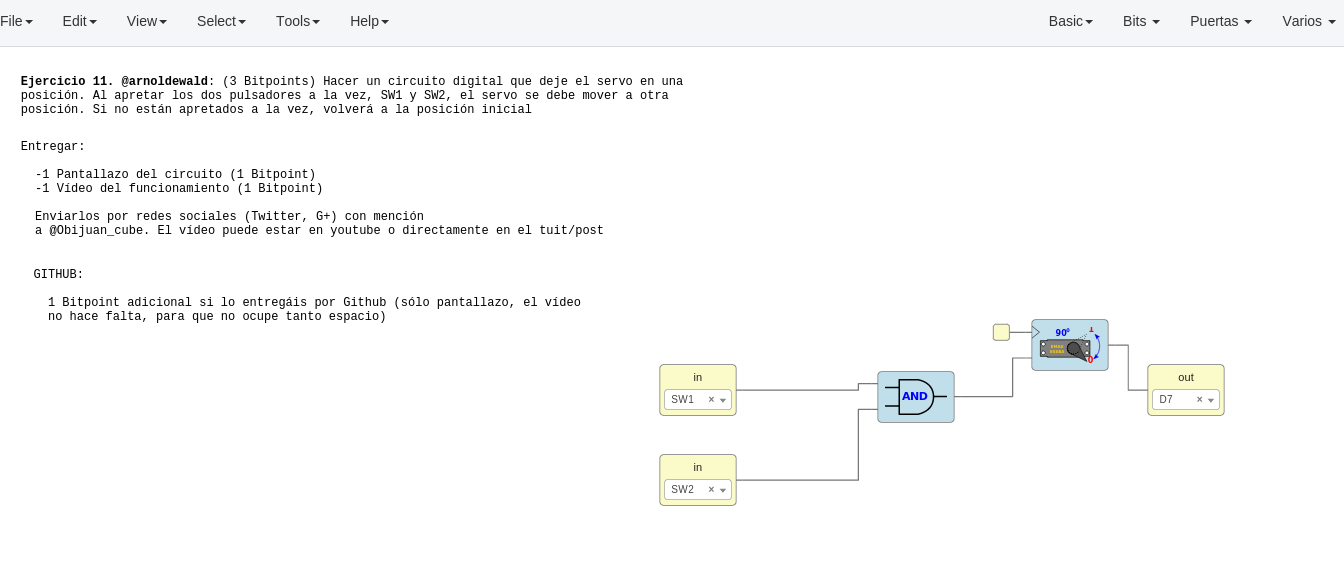 File Edit View Select Tools Help Basic Bits Puertas Varios
Ejercicio 11. @arnoldewald: (3 Bitpoints) Hacer un circuito digital que deje el servo en una
posición. Al apretar los dos pulsadores a la vez, SW1 y SW2, el servo se debe mover a otra
posición. Si no están apretados a la vez, volverá a la posición inicial
Entregar:
-1 Pantallazo del circuito (1 Bitpoint)
-1 Vídeo del funcionamiento (1 Bitpoint)
Enviarlos por redes sociales (Twitter, G+) con mención
a @Obijuan_cube. El vídeo puede estar en youtube o directamente en el tuit/post
GITHUB:
1 Bitpoint adicional si lo entregáis por Github (sólo pantallazo, el vídeo
no hace falta, para que no ocupe tanto espacio)
90º 1
0
in
SW1 ×
AND
out
D7 ×
in
SW2 ×